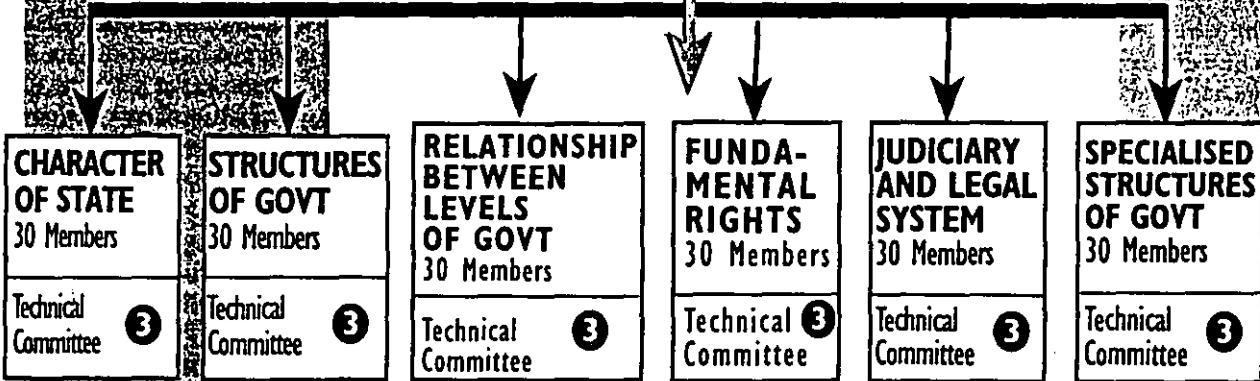 CHARACTER
OF STATE
30 Members
Technical
Committee
3
STRUCTURES
OF GOVT
30 Members
Technical
Committee
3
RELATIONSHIP
BETWEEN
LEVELS
OF GOVT
30 Members
Technical
Committee
3
FUNDA-
MENTAL
RIGHTS
30 Members
Technical
Committee
3
JUDICIARY
AND LEGAL
SYSTEM
30 Members
Technical
Committee
3
SPECIALISED
STRUCTURES
OF GOVT
30 Members
Technical
Committee
3